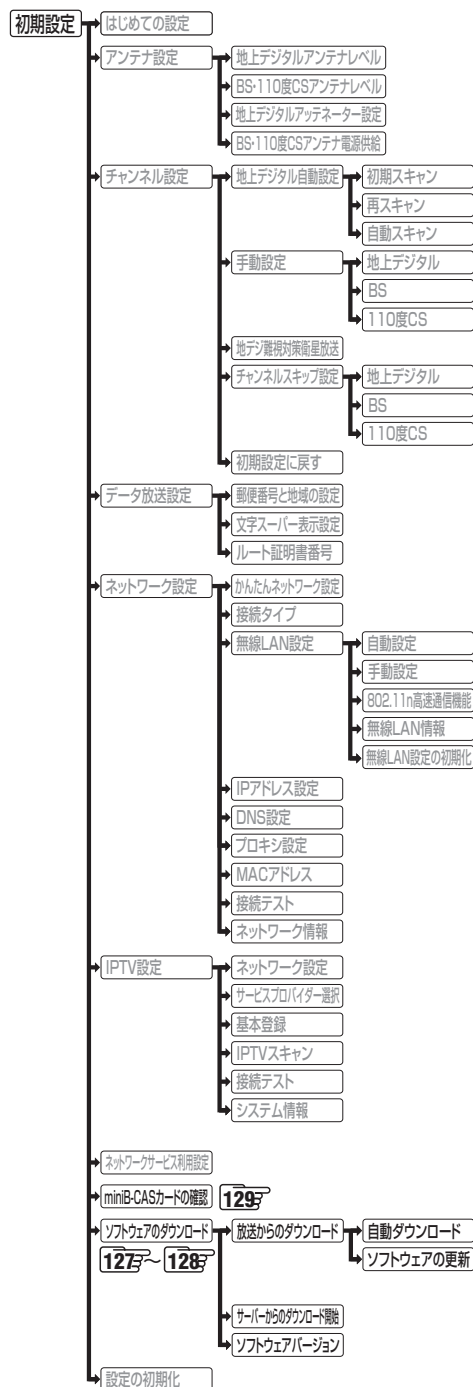 初期設定
はじめての設定
アンテナ設定
地上デジタルアンテナレベル
BS・110度CSアンテナレベル
地上デジタルアッテネーター設定
BS・110度CSアンテナ電源供給
チャンネル設定
地上デジタル自動設定
初期スキャン
再スキャン
自動スキャン
手動設定
地上デジタル
BS
110度CS
地デジ難視対策衛星放送
チャンネルスキップ設定
地上デジタル
BS
110度CS
初期設定に戻す
データ放送設定
郵便番号と地域の設定
文字スーパー表示設定
ルート証明書番号
ネットワーク設定
かんたんネットワーク設定
接続タイプ
無線LAN設定
自動設定
手動設定
802.11n高速通信機能
無線LAN情報
無線LAN設定の初期化
IPアドレス設定
DNS設定
プロキシ設定
MACアドレス
接続テスト
ネットワーク情報
IPTV設定
ネットワーク設定
サービスプロバイダー選択
基本登録
IPTVスキャン
接続テスト
システム情報
ネットワークサービス利用設定
miniB-CASカードの確認 129
ソフトウェアのダウンロード
127~128
放送からのダウンロード
自動ダウンロード
ソフトウェアの更新
サーバーからのダウンロード開始
ソフトウェアバージョン
設定の初期化